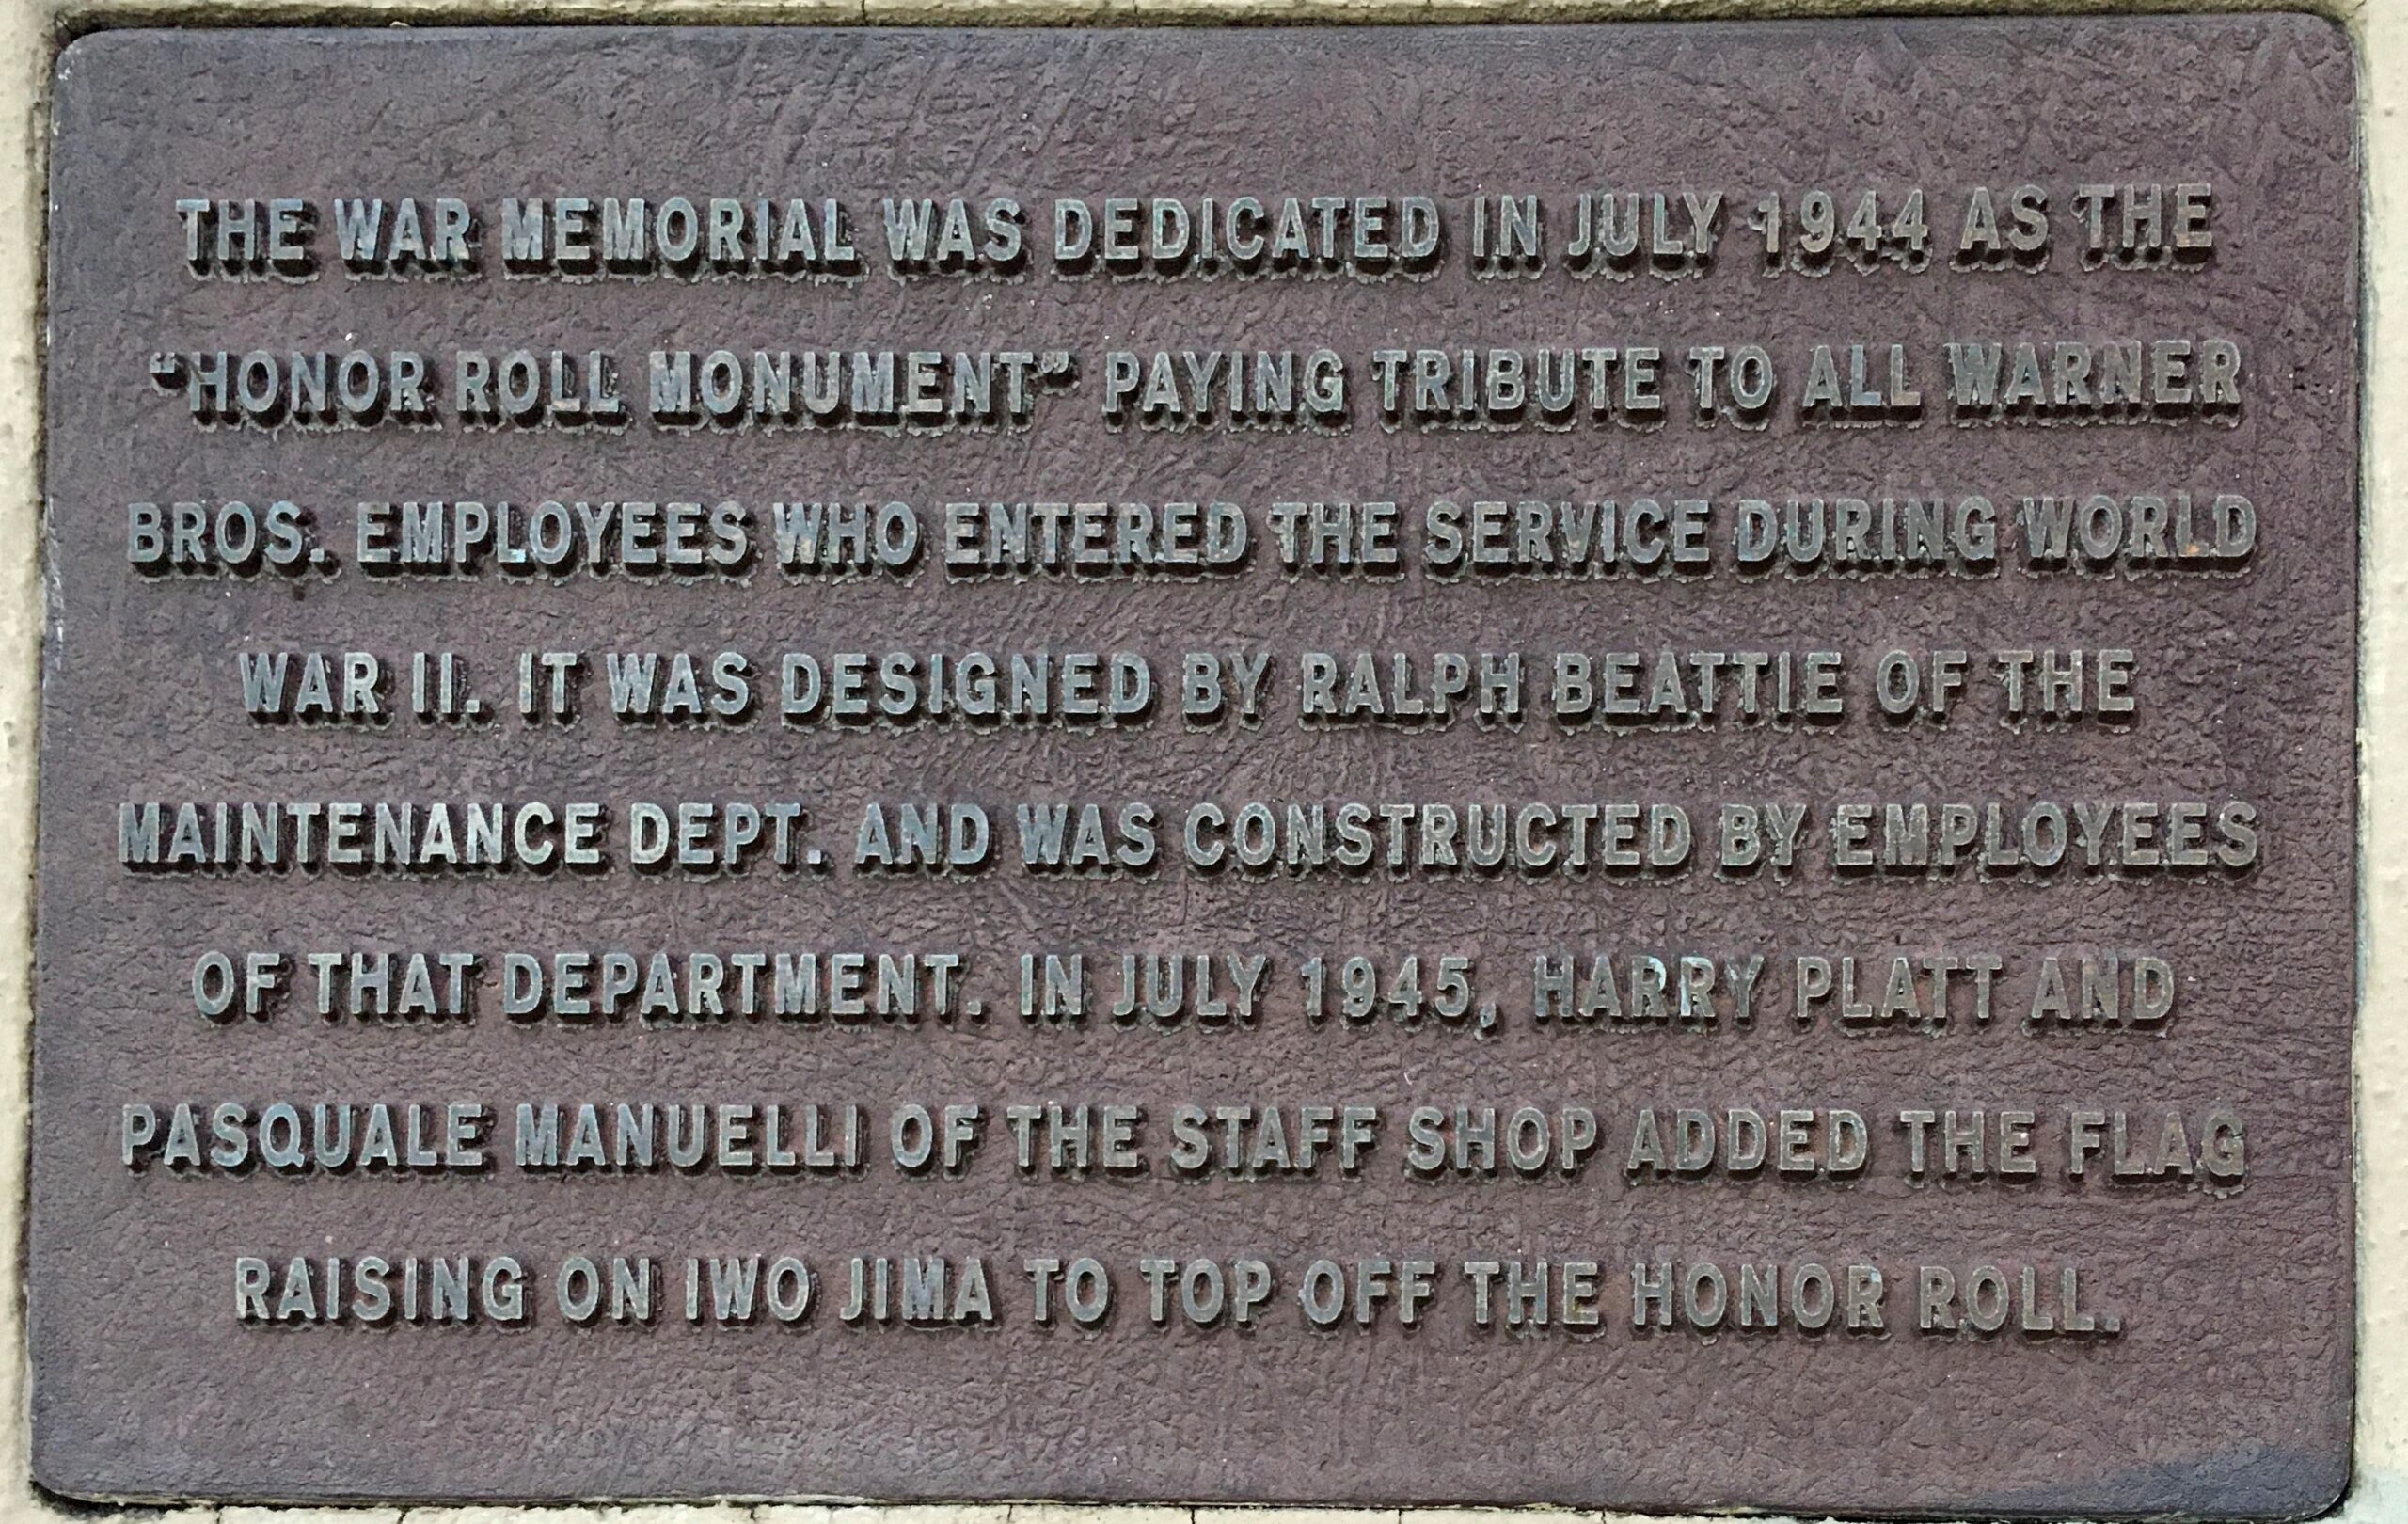 THE WAR MEMORIAL WAS DEDICATED IN JULY 1944 AS THE
“HONOR ROLL MONUMENT” PAYING TRIBUTE TO ALL WARNER
BROS. EMPLOYEES WHO ENTERED THE SERVICE DURING WORLD
WAR II. IT WAS DESIGNED BY RALPH BEATTIE OF THE
MAINTENANCE DEPT. AND WAS CONSTRUCTED BY EMPLOYEES
OF THAT DEPARTMENT. IN JULY 1945, HARRY PLATT AND
PASQUALE MANUELLI OF THE STAFF SHOP ADDED THE FLAG
RAISING ON IWO JIMA TO TOP OFF THE HONOR ROLL.